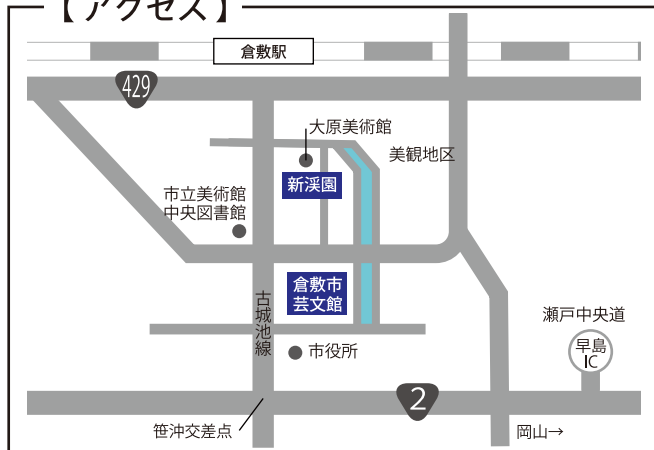 【アクセス】
倉敷駅
429
大原美術館
美観地区
新渓園
市立美術館
中央図書館
倉敷市
芸文館
古城池線
瀬戸中央道
早島
IC
市役所
2
笹沖交差点
岡山→